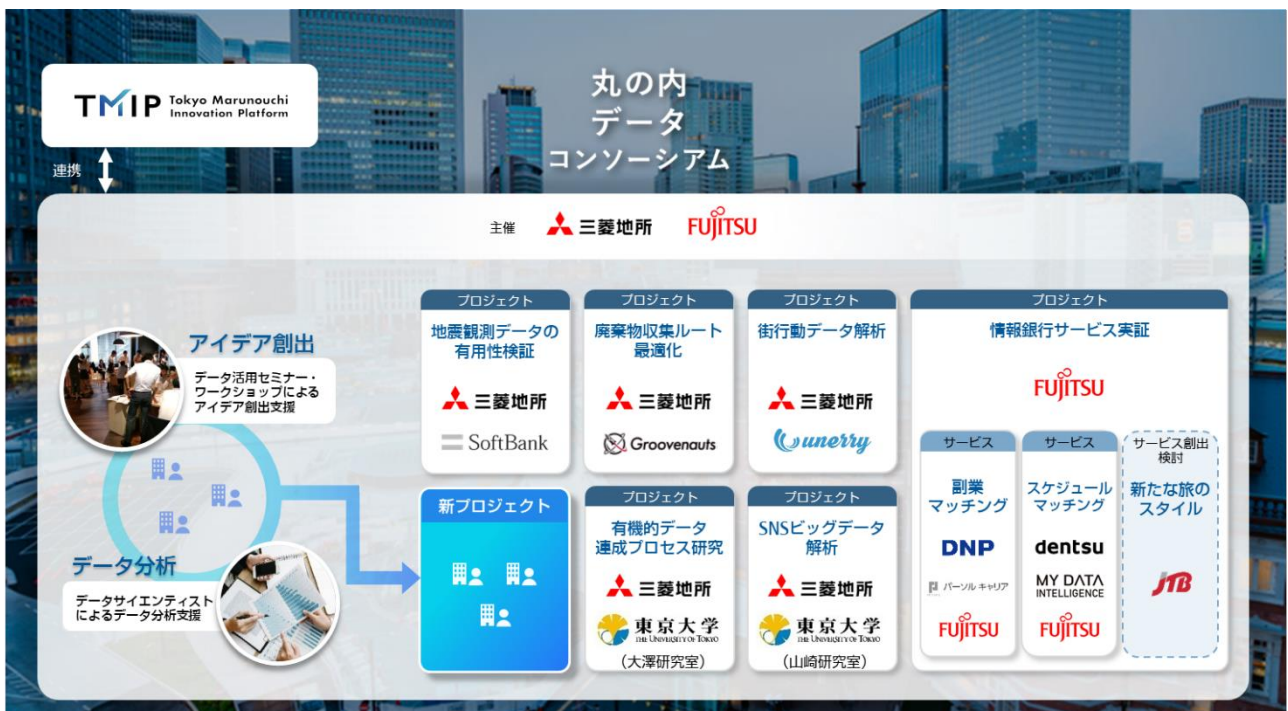 TMIP Tokyo Marunouchi
Innovation Platform
連携
丸の内
データ
コンソーシアム
主催 三菱地所 FUJITSU
アイデア創出
データ活用セミナー・
ワークショップによる
アイデア創出支援
データ分析
データサイエンティスト
によるデータ分析支援
プロジェクト
地震観測データの
有用性検証
三菱地所
SoftBank
プロジェクト
廃棄物収集ルート
最適化
三菱地所
Groovenauts
プロジェクト
街行動データ解析
三菱地所
unerry
新プロジェクト
プロジェクト
有機的データ
達成プロセス研究
三菱地所
東京大学
THE UNIVERSITY OF TOKYO
(大澤研究室)
プロジェクト
SNSビッグデータ
解析
三菱地所
東京大学
THE UNIVERSITY OF TOKYO
(山崎研究室)
プロジェクト
情報銀行サービス実証
FUJITSU
サービス
副業
マッチング
DNP
パーソル キャリア
FUJITSU
サービス
スケジュール
マッチング
dentsu
MY DATA
INTELLIGENCE
FUJITSU
サービス創出
検討
新たな旅の
スタイル
JTB